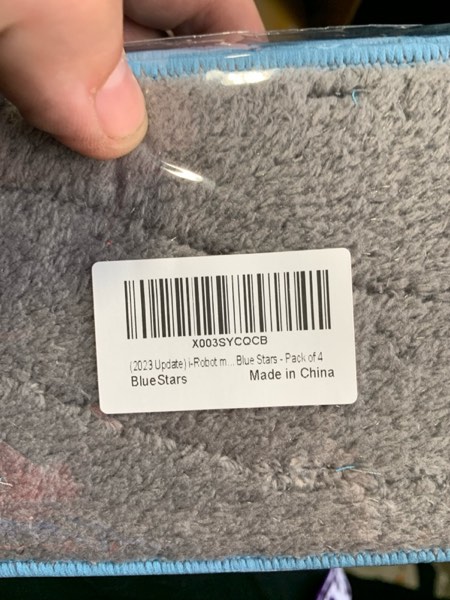 X003SYCQCB
(2023 Update) i-Robot m... Blue Stars - Pack of 4
BlueStars Made in China